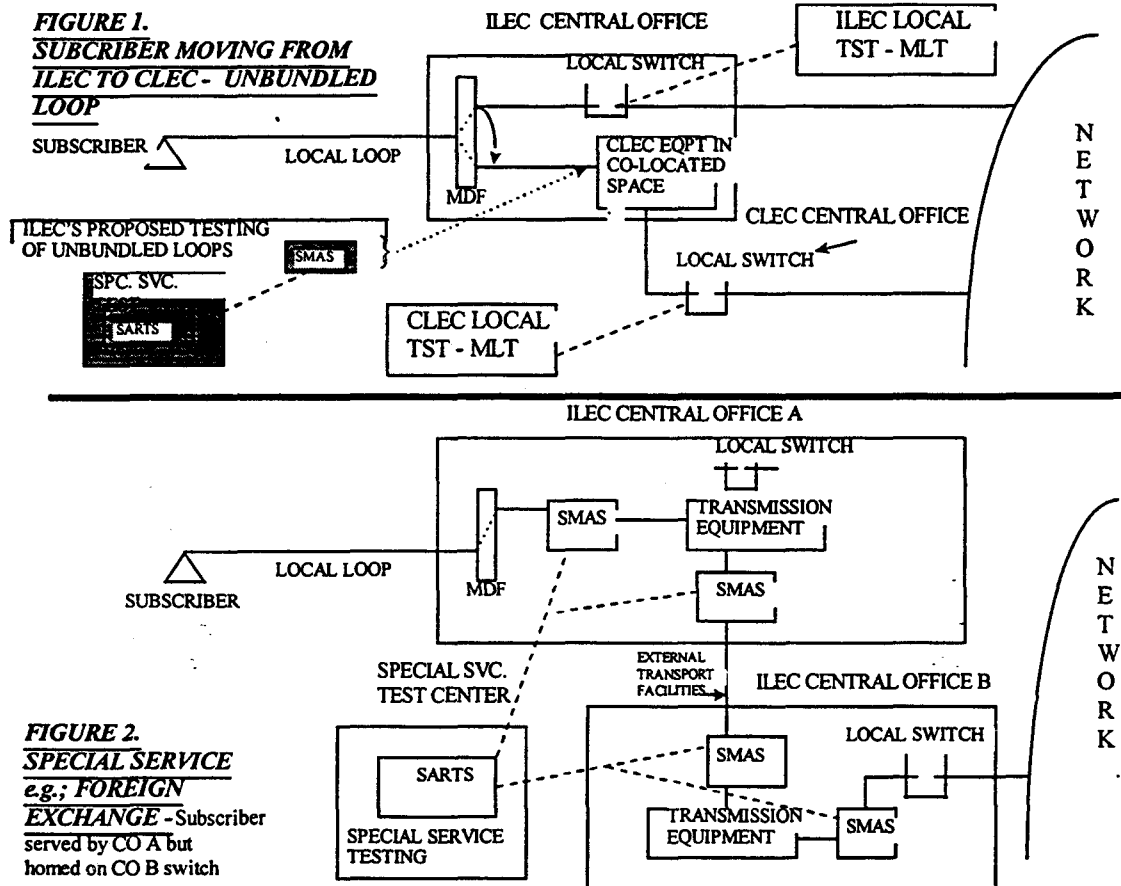 FIGURE 1.
SUBCRIBER MOVING FROM
ILEC TO CLEC - UNBUNDLED
LOOP
ILEC CENTRAL OFFICE
ILEC LOCAL
TST - MLT
LOCAL SWITCH
SUBSCRIBER
LOCAL LOOP
MDF
CLEC EQPT IN
CO-LOCATED
SPACE
NETWORK
ILEC'S PROPOSED TESTING
OF UNBUNDLED LOOPS
SMAS
SPC. SVC.
SARTS
CLEC CENTRAL OFFICE
LOCAL SWITCH
CLEC LOCAL
TST - MLT
ILEC CENTRAL OFFICE A
LOCAL SWITCH
SMAS
TRANSMISSION
EQUIPMENT
SUBSCRIBER
LOCAL LOOP
MDF
SMAS
NETWORK
SPECIAL SVC.
TEST CENTER
EXTERNAL
TRANSPORT
FACILITIES
ILEC CENTRAL OFFICE B
FIGURE 2.
SPECIAL SERVICE
e.g.; FOREIGN
EXCHANGE - Subscriber
served by CO A but
homed on CO B switch
SARTS
SPECIAL SERVICE
TESTING
SMAS
LOCAL SWITCH
TRANSMISSION
EQUIPMENT
SMAS